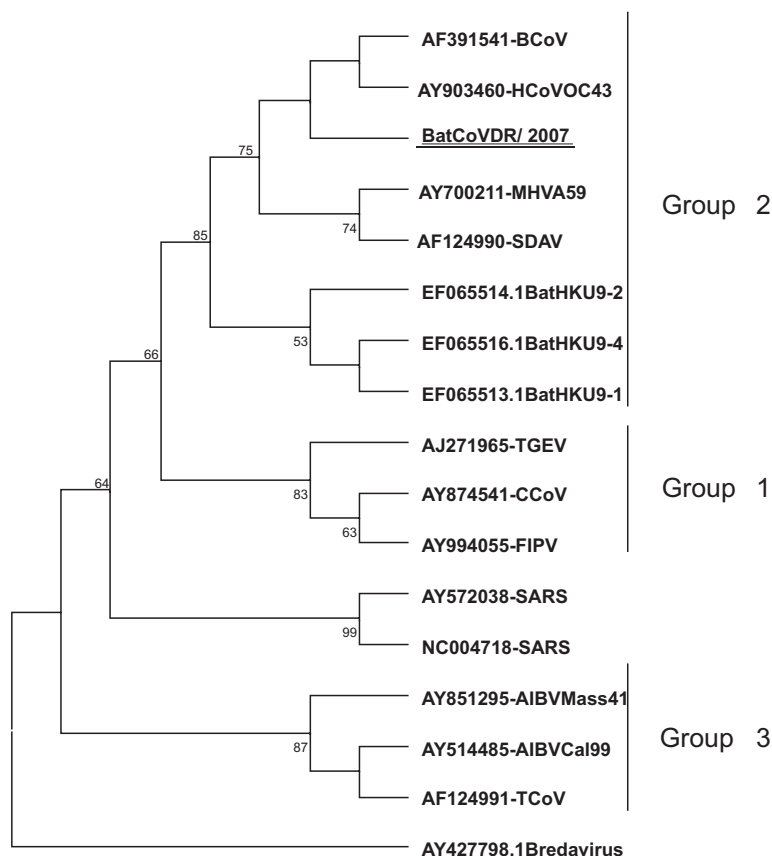 AF391541-BCoV
AY903460-HCoVOC43
BatCoVDR/ 2007
75
AY700211-MHVA59
Group 2
74
AF124990-SDAV
85
EF065514.1BatHKU9-2
53
EF065516.1BatHKU9-4
66
EF065513.1BatHKU9-1
AJ271965-TGEV
64
83
AY874541-CCoV
Group 1
63
AY994055-FIPV
AY572038-SARS
99
NC004718-SARS
AY851295-AIBVMass41
87
AY514485-AIBVCal99
Group 3
AF124991-TCoV
AY427798.1Bredavirus